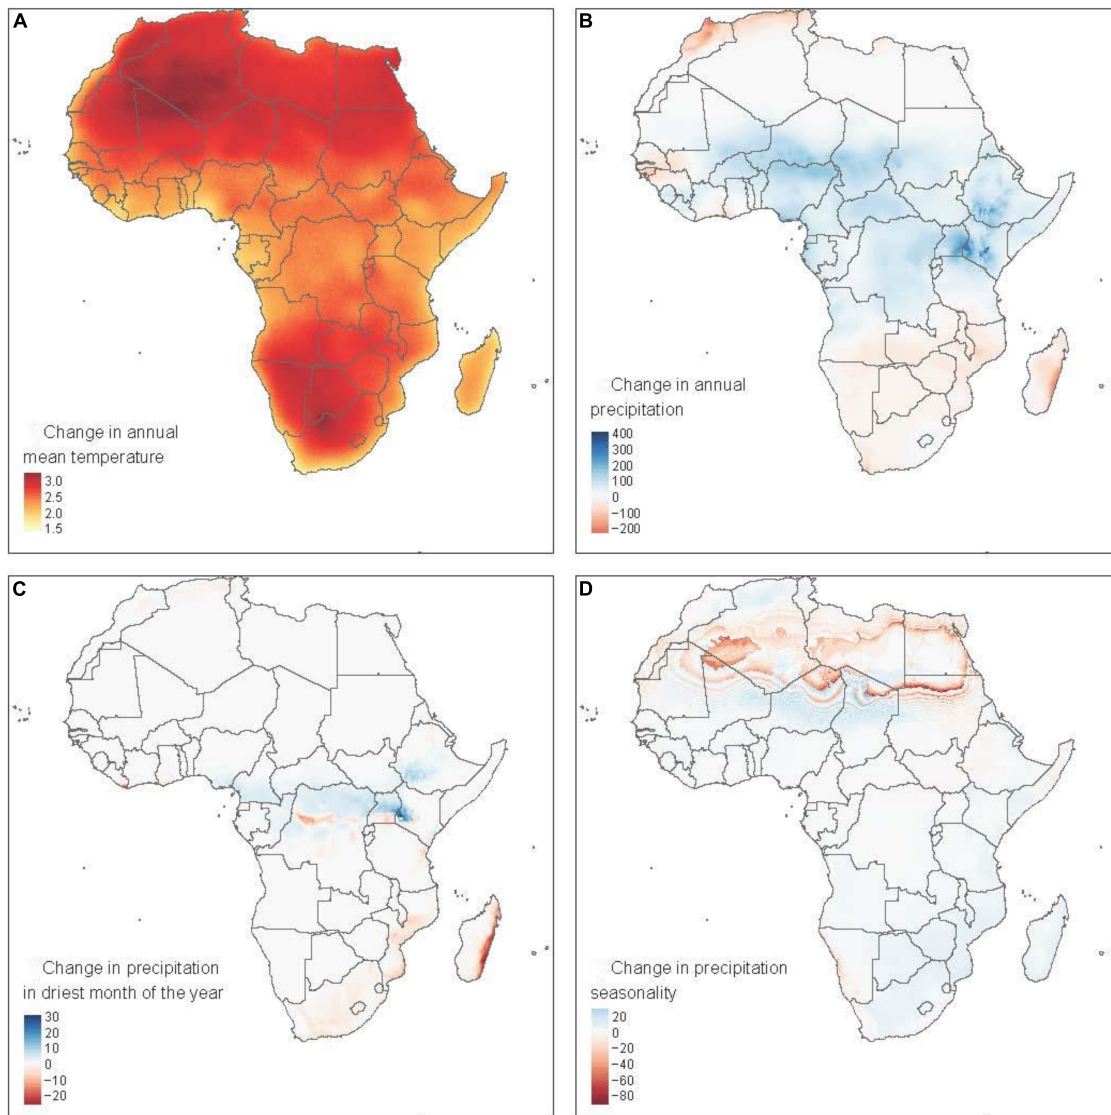 A
Change in annual
mean temperature
3.0
2.5
2.0
1.5
B
Change in annual
precipitation
400
300
200
100
0
−100
−200
C
Change in precipitation
in driest month of the year
30
20
10
0
−10
−20
D
Change in precipitation
seasonality
20
0
−20
−40
−60
−80